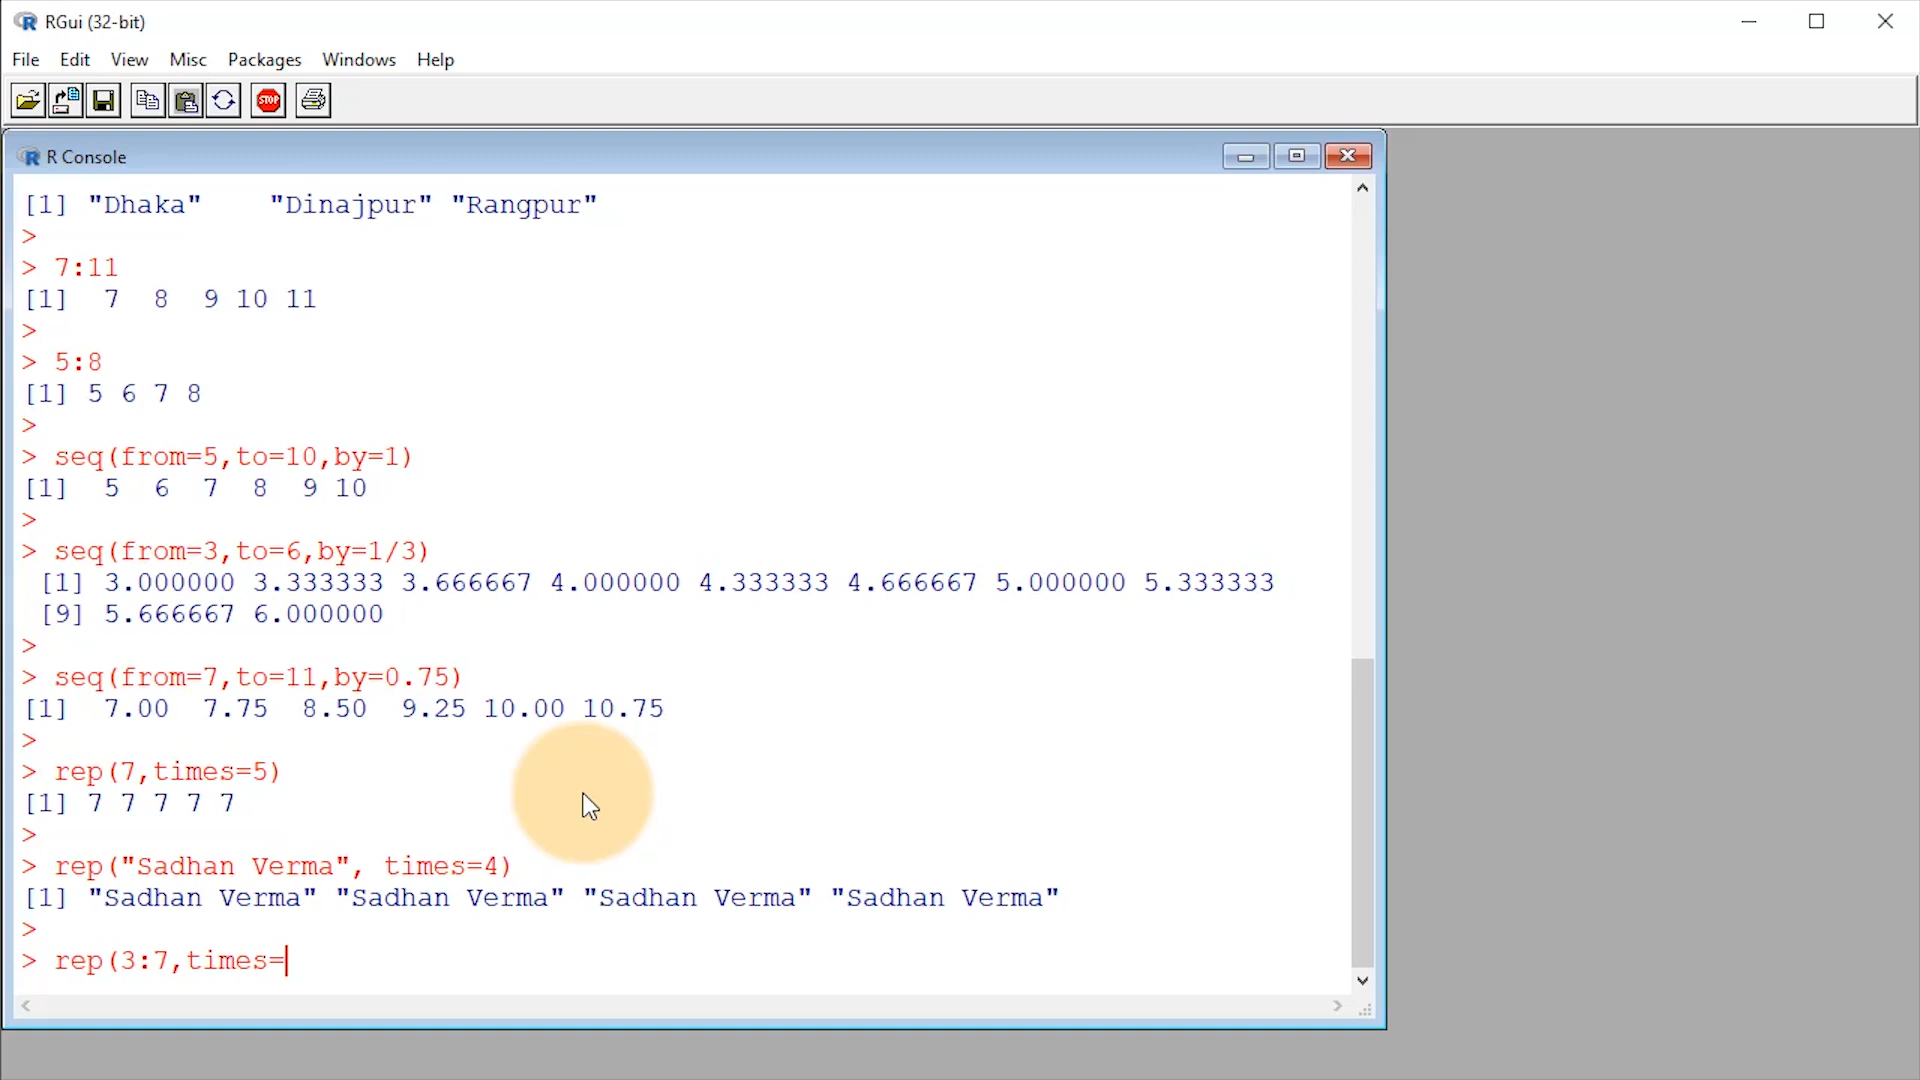 RGui (32-bit)
File Edit View Misc Packages Windows Help
STOP
R Console
[1] "Dhaka"    "Dinajpur" "Rangpur"
>
> 7:11
[1]  7  8  9 10 11
>
> 5:8
[1] 5 6 7 8
>
> seq(from=5,to=10,by=1)
[1]  5  6  7  8  9 10
>
> seq(from=3,to=6,by=1/3)
 [1] 3.000000 3.333333 3.666667 4.000000 4.333333 4.666667 5.000000 5.333333
 [9] 5.666667 6.000000
>
> seq(from=7,to=11,by=0.75)
[1]  7.00  7.75  8.50  9.25 10.00 10.75
>
> rep(7,times=5)
[1] 7 7 7 7 7
>
> rep("Sadhan Verma", times=4)
[1] "Sadhan Verma" "Sadhan Verma" "Sadhan Verma" "Sadhan Verma"
>
> rep(3:7,times=